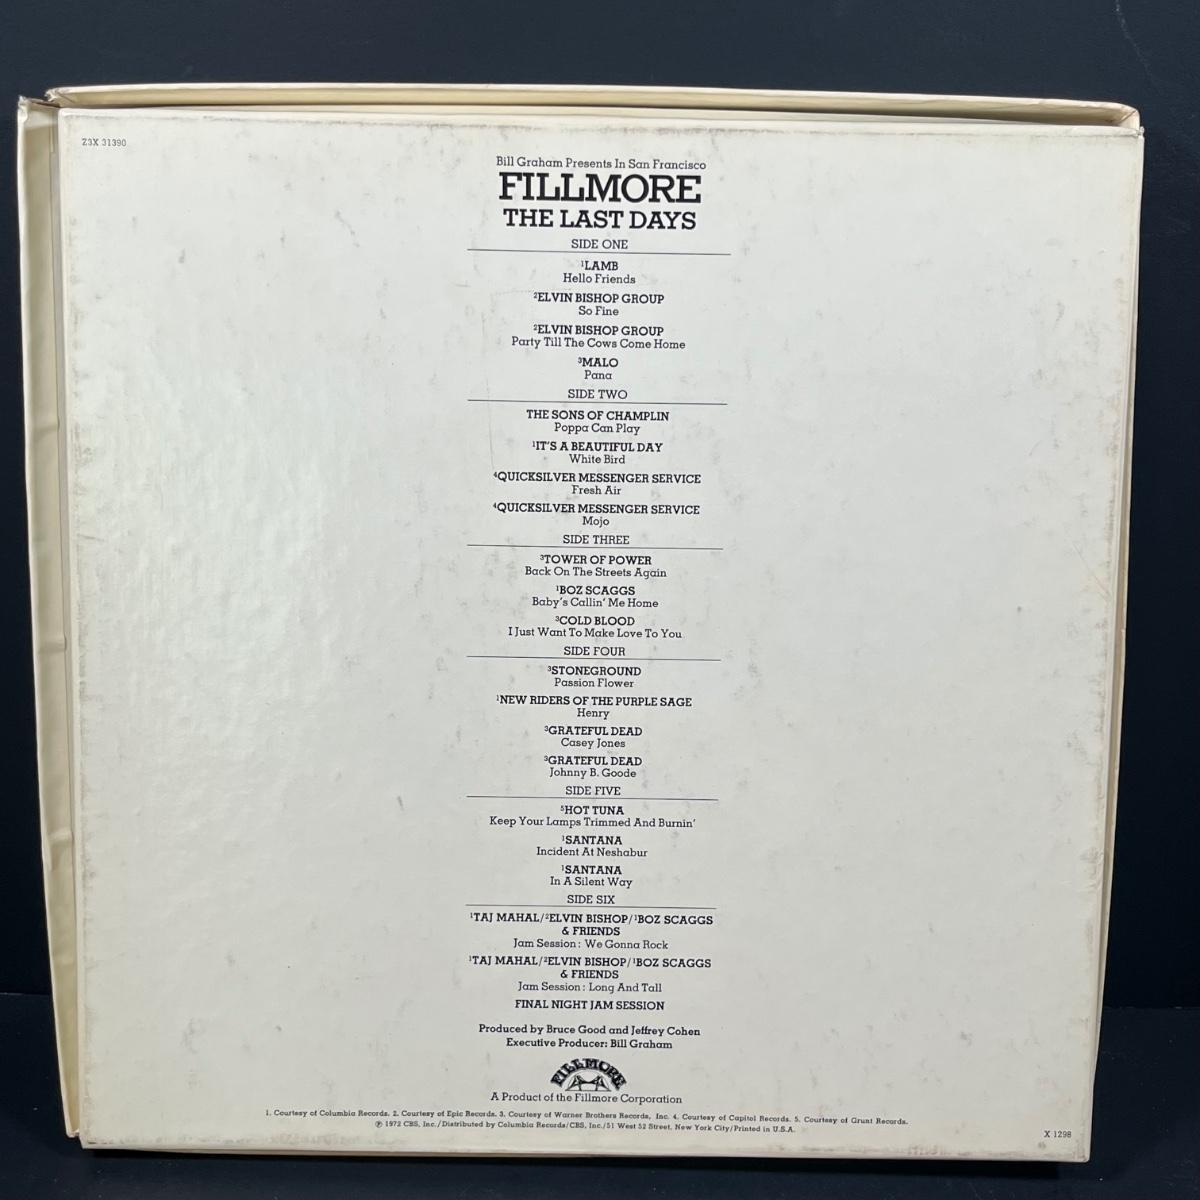 Z3X 31390
Bill Graham Presents In San Francisco
FILLMORE
THE LAST DAYS
SIDE ONE
¹LAMB
Hello Friends
²ELVIN BISHOP GROUP
So Fine
²ELVIN BISHOP GROUP
Party Till The Cows Come Home
³MALO
Pana
SIDE TWO
THE SONS OF CHAMPLIN
Poppa Can Play
¹IT'S A BEAUTIFUL DAY
White Bird
⁴QUICKSILVER MESSENGER SERVICE
Fresh Air
⁴QUICKSILVER MESSENGER SERVICE
Mojo
SIDE THREE
³TOWER OF POWER
Back On The Streets Again
¹BOZ SCAGGS
Baby's Callin' Me Home
³COLD BLOOD
I Just Want To Make Love To You
SIDE FOUR
³STONEGROUND
Passion Flower
¹NEW RIDERS OF THE PURPLE SAGE
Henry
³GRATEFUL DEAD
Casey Jones
³GRATEFUL DEAD
Johnny B. Goode
SIDE FIVE
⁵HOT TUNA
Keep Your Lamps Trimmed And Burnin'
¹SANTANA
Incident At Neshabur
¹SANTANA
In A Silent Way
SIDE SIX
¹TAJ MAHAL/²ELVIN BISHOP/¹BOZ SCAGGS
& FRIENDS
Jam Session: We Gonna Rock
¹TAJ MAHAL/²ELVIN BISHOP/¹BOZ SCAGGS
& FRIENDS
Jam Session: Long And Tall
FINAL NIGHT JAM SESSION
Produced by Bruce Good and Jeffrey Cohen
Executive Producer: Bill Graham
FILLMORE
A Product of the Fillmore Corporation
1. Courtesy of Columbia Records. 2. Courtesy of Epic Records. 3. Courtesy of Warner Brothers Records, Inc. 4. Courtesy of Capitol Records. 5. Courtesy of Grunt Records.
℗ 1972 CBS, Inc./Distributed by Columbia Records/CBS, Inc./51 West 52 Street, New York City/Printed in U.S.A.
X 1298